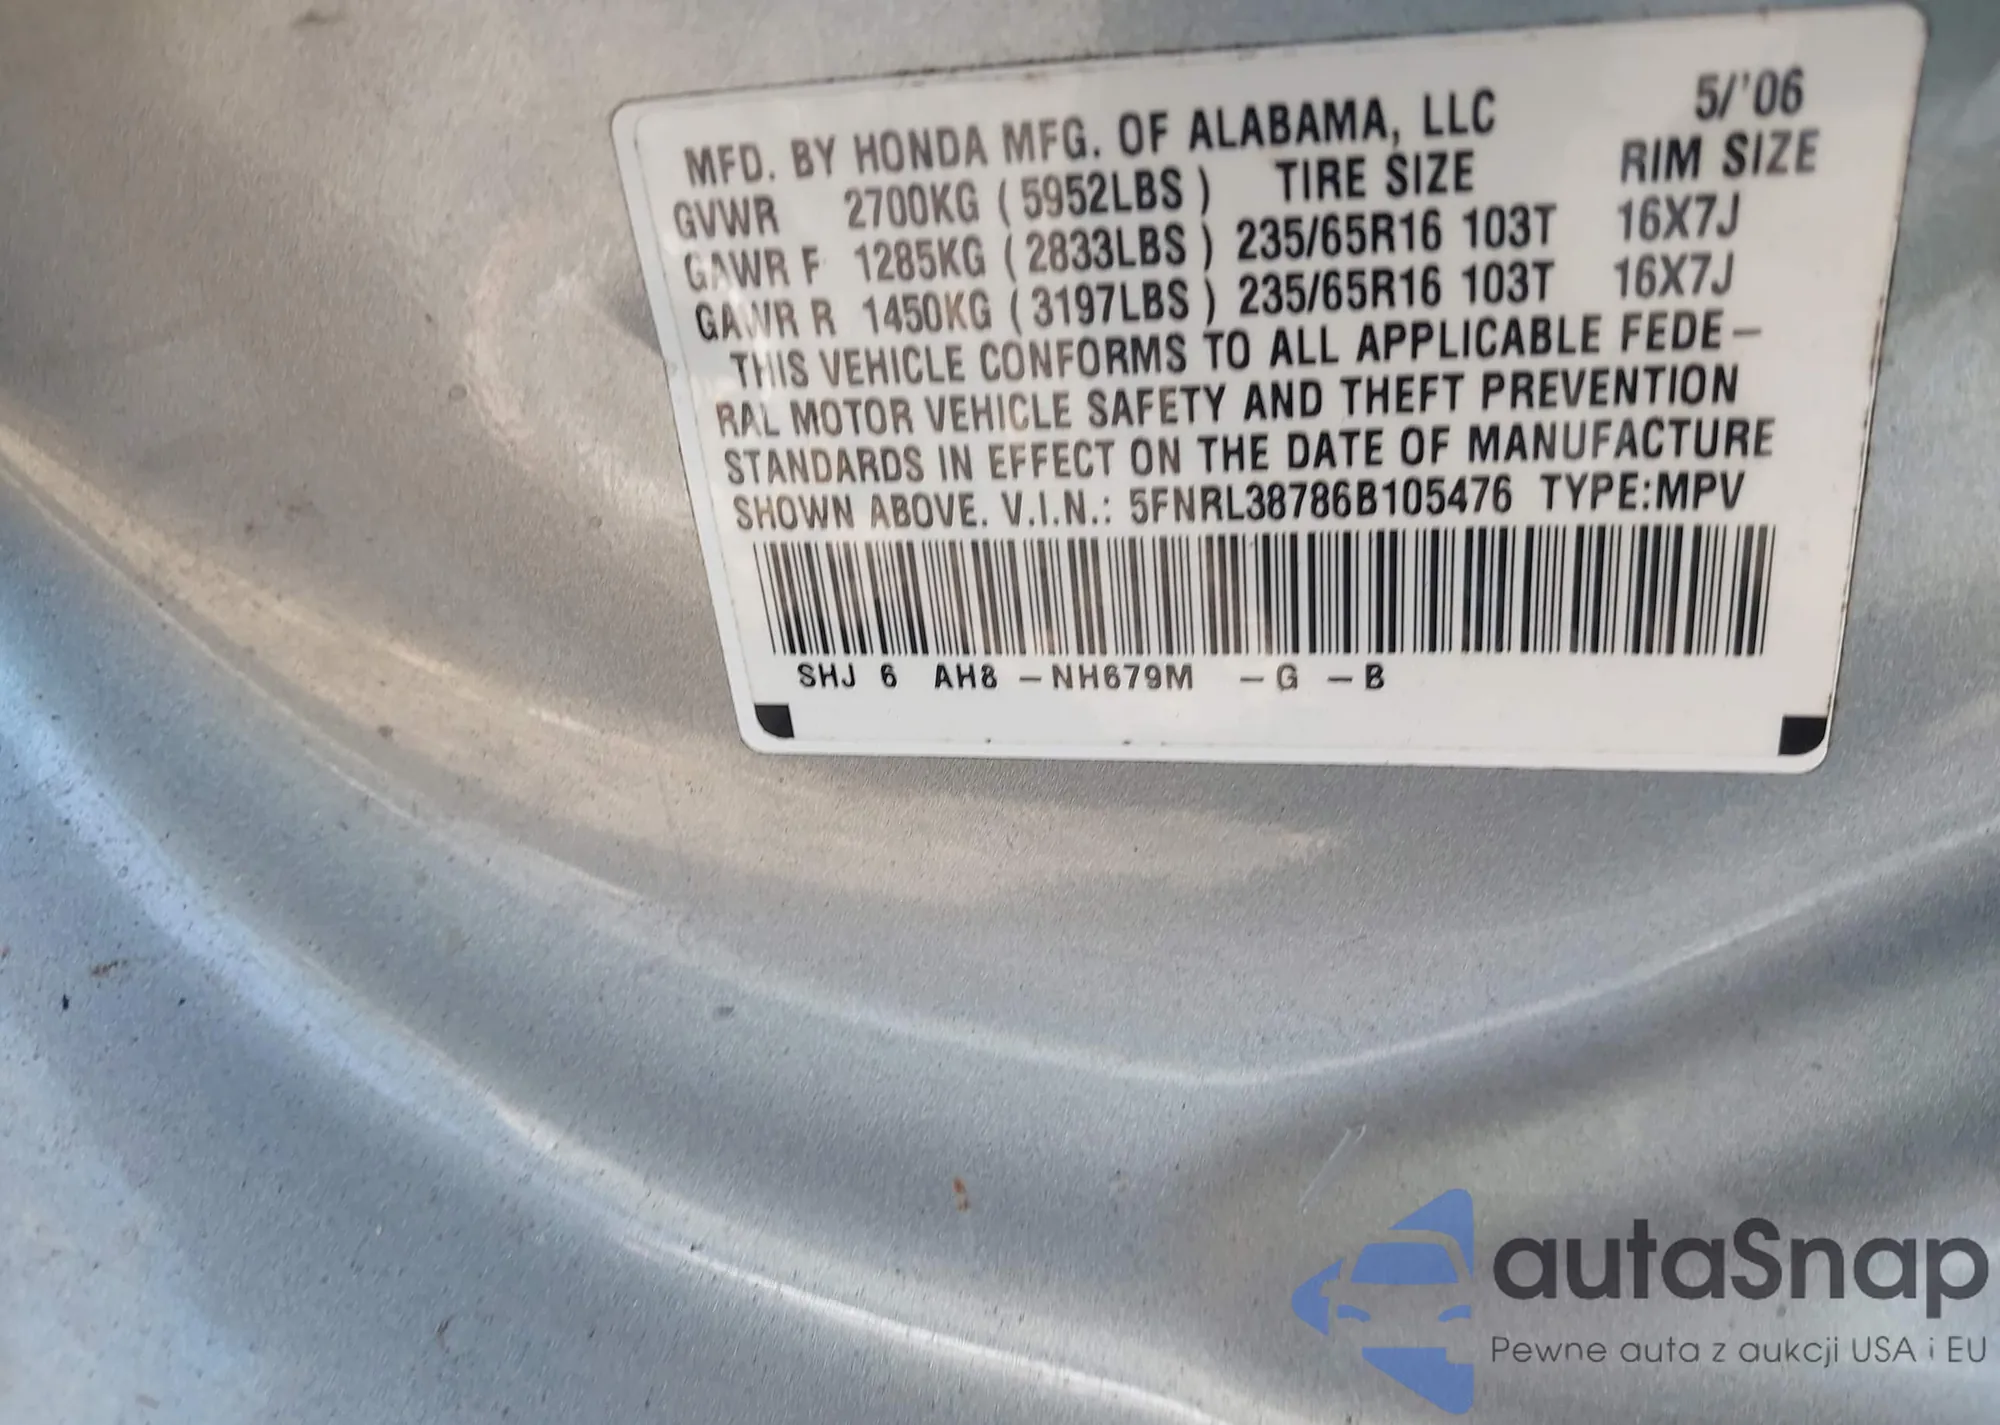 MFD. BY HONDA MFG. OF ALABAMA, LLC 5/'06
GVWR 2700KG ( 5952LBS ) TIRE SIZE RIM SIZE
GAWR F 1285KG ( 2833LBS ) 235/65R16 103T 16X7J
GAWR R 1450KG ( 3197LBS ) 235/65R16 103T 16X7J
THIS VEHICLE CONFORMS TO ALL APPLICABLE FEDE-
RAL MOTOR VEHICLE SAFETY AND THEFT PREVENTION
STANDARDS IN EFFECT ON THE DATE OF MANUFACTURE
SHOWN ABOVE. V.I.N.: 5FNRL38786B105476 TYPE:MPV
SHJ 6 AH8 -NH679M -G -B
autaSnap
Pewne auta z aukcji USA i EU